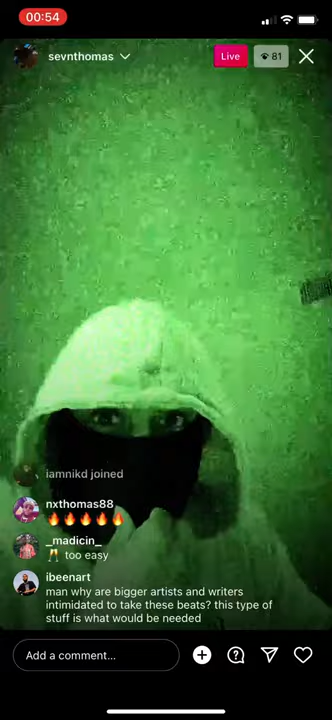 00:54
sevnthomas
Live
81
iamnikd joined
nxthomas88
🔥🔥🔥🔥🔥
_madicin_
🥂 too easy
ibeenart
man why are bigger artists and writers
intimidated to take these beats? this type of
stuff is what would be needed
Add a comment...